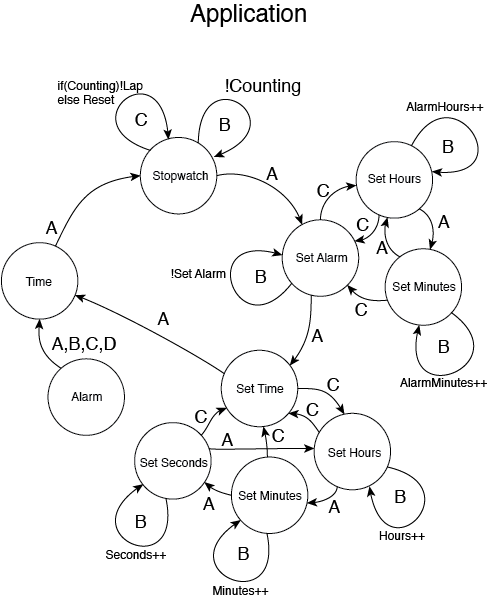 Application
if(Counting)!Lap
else Reset
!Counting
C
B
AlarmHours++
B
Stopwatch
A
C
Set Hours
A
C
A
A
Set Alarm
!Set Alarm
B
Time
Set Minutes
C
B
A
A
A,B,C,D
AlarmMinutes++
Alarm
Set Time
C
C
C
A
C
Set Seconds
Set Hours
Set Minutes
A
A
B
B
B
Hours++
Seconds++
Minutes++